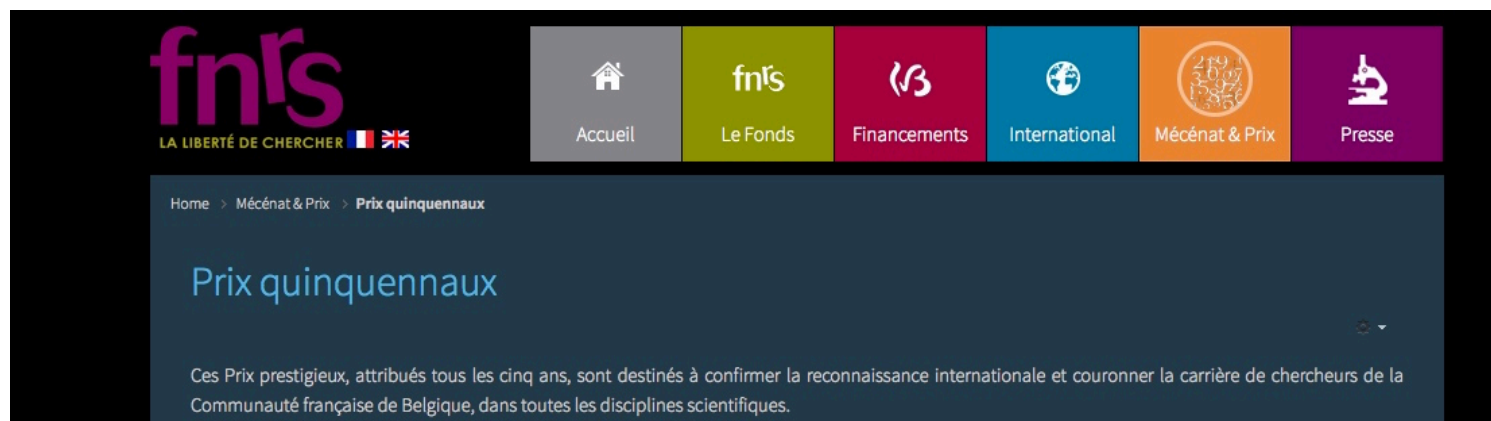 fnrs
LA LIBERTÉ DE CHERCHER
Accueil
fnrs
Le Fonds
Financements
International
Mécénat & Prix
Presse
Home > Mécénat & Prix > Prix quinquennaux
Prix quinquennaux
Ces Prix prestigieux, attribués tous les cinq ans, sont destinés à confirmer la reconnaissance internationale et couronner la carrière de chercheurs de la
Communauté française de Belgique, dans toutes les disciplines scientifiques.